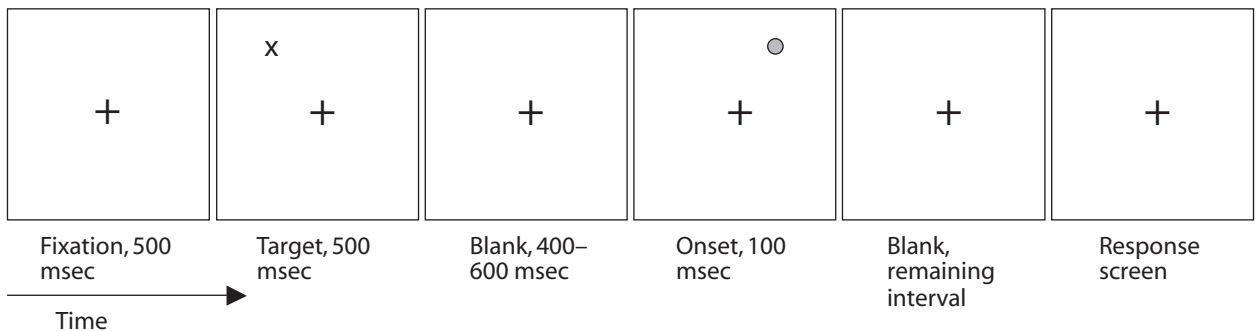 x
+
+
+
+
+
+
Fixation, 500
msec
Target, 500
msec
Blank, 400–
600 msec
Onset, 100
msec
Blank,
remaining
interval
Response
screen
Time